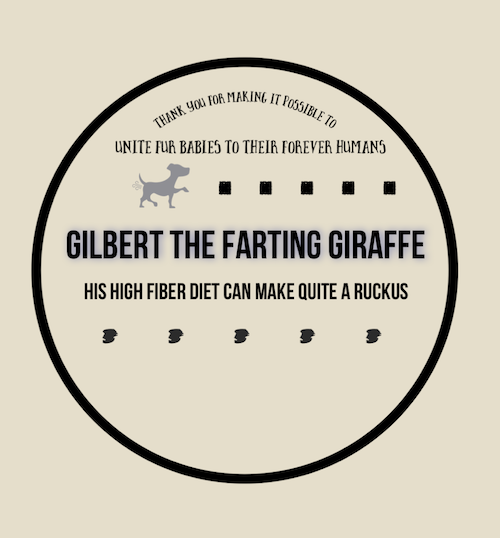 THANK YOU FOR MAKING IT POSSIBLE TO
UNITE FUR BABIES TO THEIR FOREVER HUMANS
GILBERT THE FARTING GIRAFFE
HIS HIGH FIBER DIET CAN MAKE QUITE A RUCKUS